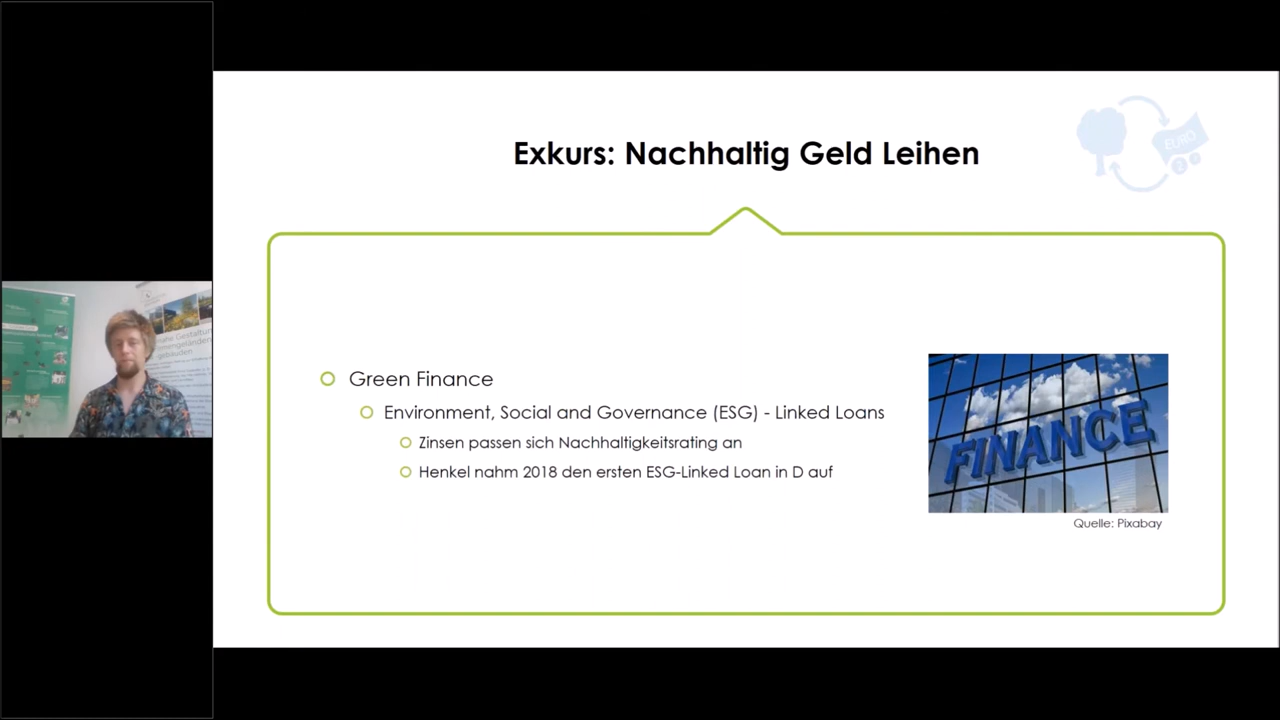 Exkurs: Nachhaltig Geld Leihen
EURO
Green Finance
Environment, Social and Governance (ESG) - Linked Loans
Zinsen passen sich Nachhaltigkeitsrating an
Henkel nahm 2018 den ersten ESG-Linked Loan in D auf
FINANCE
Quelle: Pixabay